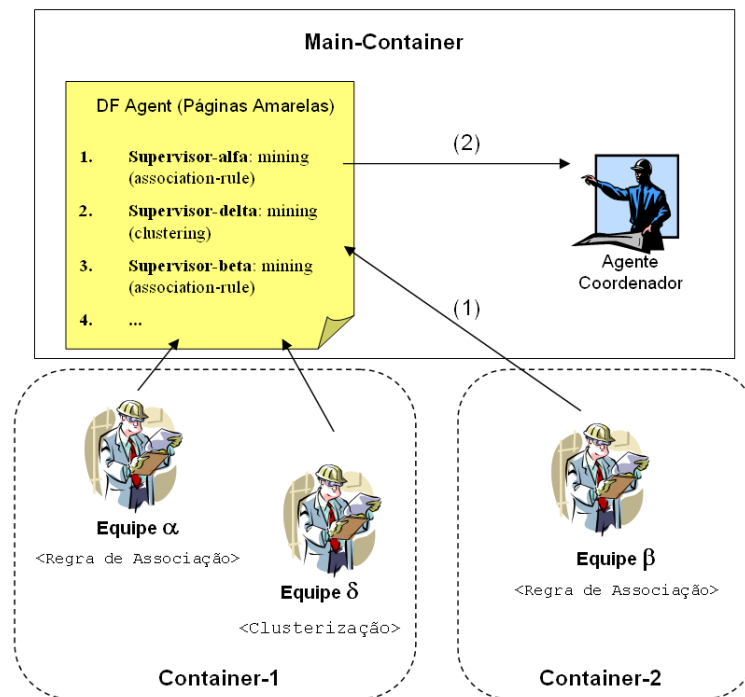 Main-Container
DF Agent (Páginas Amarelas)
1. Supervisor-alfa: mining
(association-rule)
2. Supervisor-delta: mining
(clustering)
3. Supervisor-beta: mining
(association-rule)
4. ...
(2)
Agente
Coordenador
(1)
Equipe α
<Regra de Associação>
Equipe δ
<Clusterização>
Container-1
Equipe β
<Regra de Associação>
Container-2